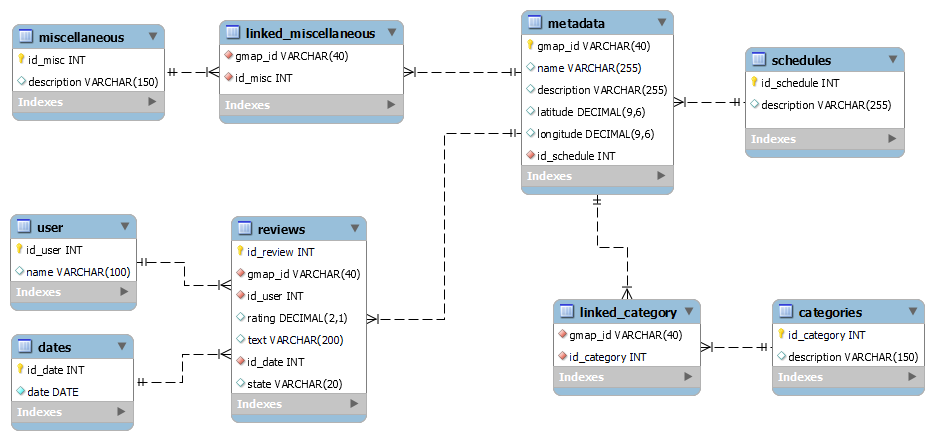 miscellaneous
id_misc INT
description VARCHAR(150)
Indexes
linked_miscellaneous
gmap_id VARCHAR(40)
id_misc INT
Indexes
metadata
gmap_id VARCHAR(40)
name VARCHAR(255)
description VARCHAR(255)
latitude DECIMAL(9,6)
longitude DECIMAL(9,6)
id_schedule INT
Indexes
schedules
id_schedule INT
description VARCHAR(255)
Indexes
user
id_user INT
name VARCHAR(100)
Indexes
reviews
id_review INT
gmap_id VARCHAR(40)
id_user INT
rating DECIMAL(2,1)
text VARCHAR(200)
id_date INT
state VARCHAR(20)
Indexes
dates
id_date INT
date DATE
Indexes
linked_category
gmap_id VARCHAR(40)
id_category INT
Indexes
categories
id_category INT
description VARCHAR(150)
Indexes